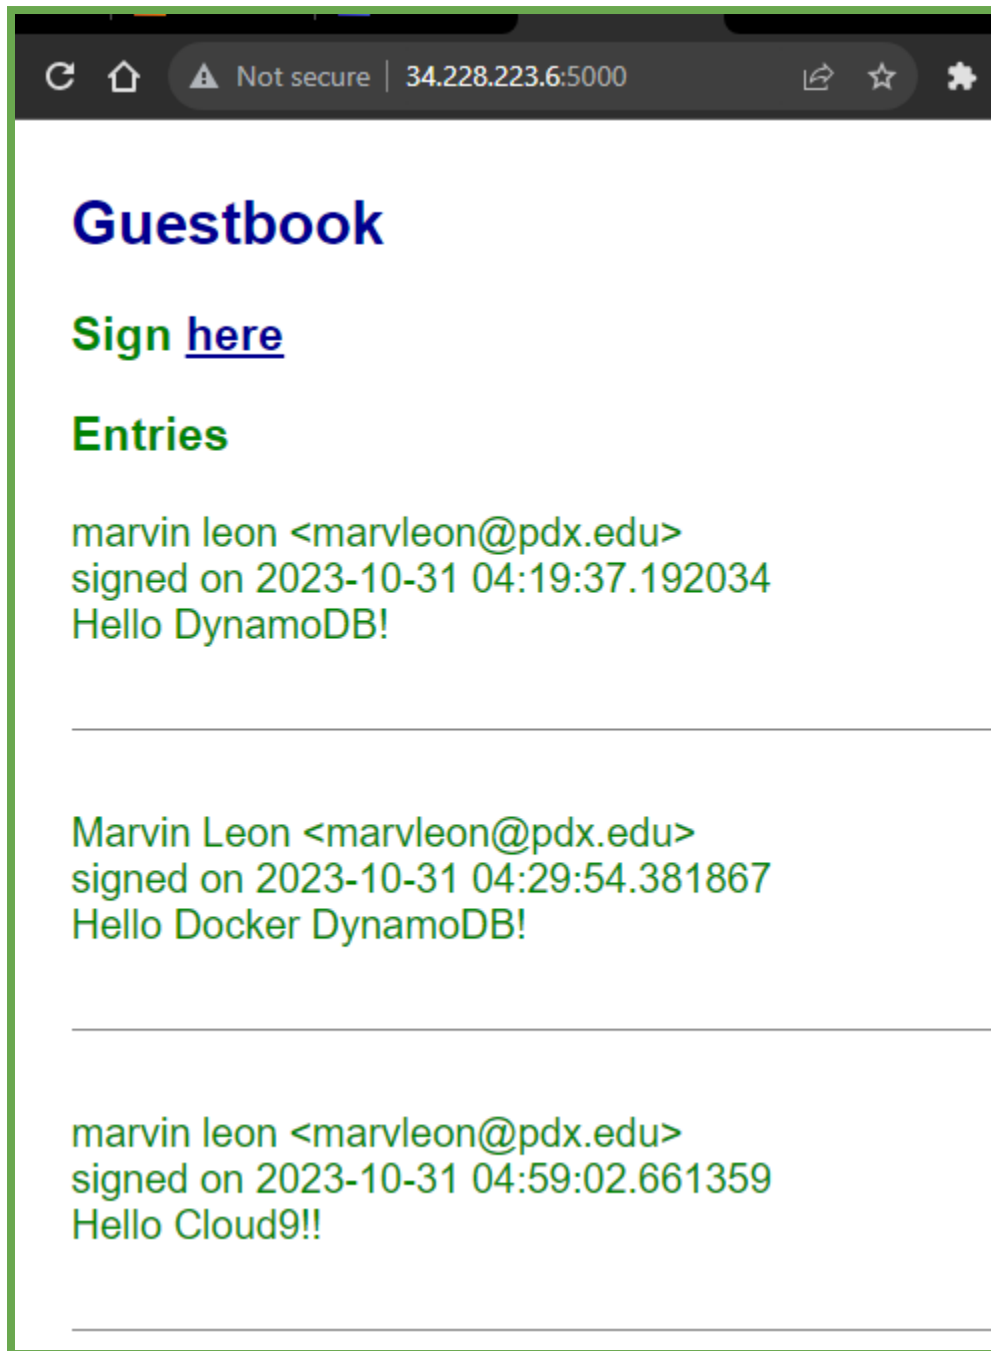 Not secure | 34.228.223.6:5000
Guestbook
Sign here
Entries
marvin leon <marvleon@pdx.edu>
signed on 2023-10-31 04:19:37.192034
Hello DynamoDB!
Marvin Leon <marvleon@pdx.edu>
signed on 2023-10-31 04:29:54.381867
Hello Docker DynamoDB!
marvin leon <marvleon@pdx.edu>
signed on 2023-10-31 04:59:02.661359
Hello Cloud9!!